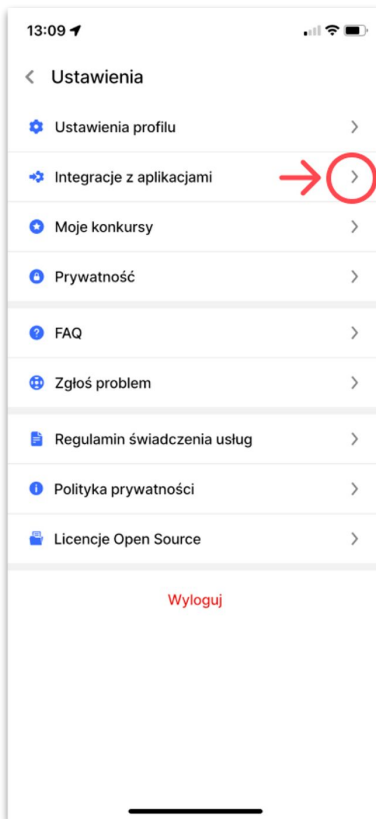 13:09
Ustawienia
Ustawienia profilu
Integracje z aplikacjami
Moje konkursy
Prywatność
FAQ
Zgłoś problem
Regulamin świadczenia usług
Polityka prywatności
Licencje Open Source
Wyloguj